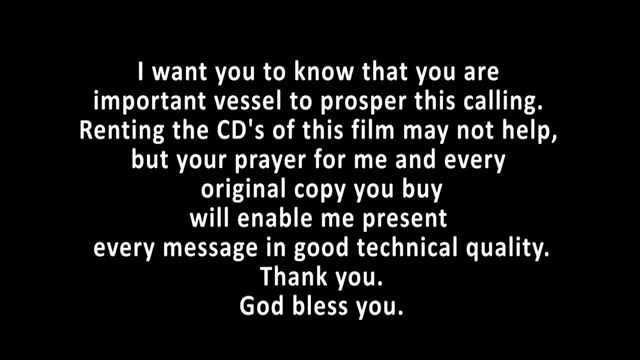 I want you to know that you are
important vessel to prosper this calling.
Renting the CD's of this film may not help,
but your prayer for me and every
original copy you buy
will enable me present
every message in good technical quality.
Thank you.
God bless you.